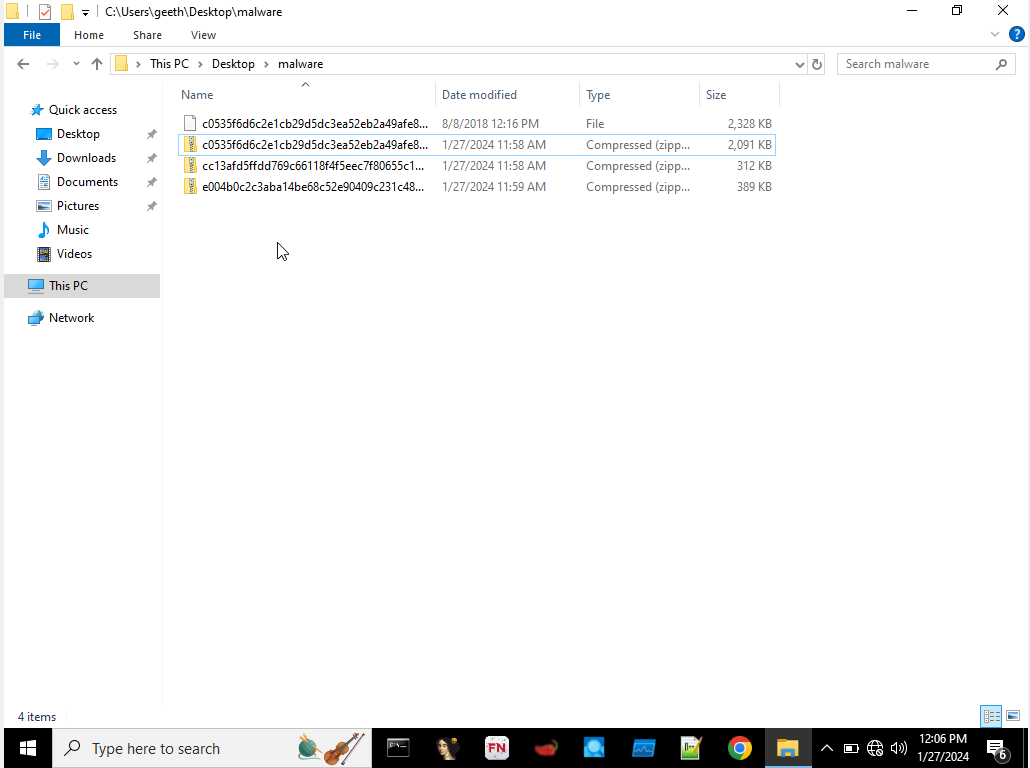 C:\Users\geeth\Desktop\malware
File Home Share View
This PC Desktop malware Search malware
Name Date modified Type Size
c0535f6d6c2e1cb29d5dc3ea52eb2a49afe8... 8/8/2018 12:16 PM File 2,328 KB
c0535f6d6c2e1cb29d5dc3ea52eb2a49afe8... 1/27/2024 11:58 AM Compressed (zipp... 2,091 KB
cc13afd5ffdd769c66118f4f5eec7f80655c1... 1/27/2024 11:58 AM Compressed (zipp... 312 KB
e004b0c2c3aba14be68c52e90409c231c48... 1/27/2024 11:59 AM Compressed (zipp... 389 KB
Quick access
Desktop
Downloads
Documents
Pictures
Music
Videos
This PC
Network
4 items
Type here to search
FN
12:06 PM
1/27/2024
6